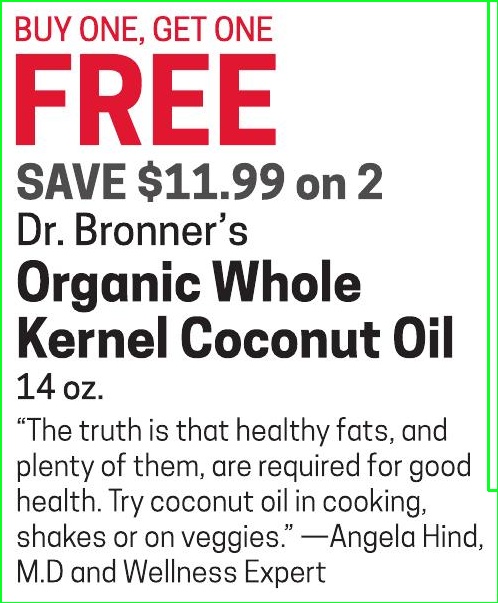 BUY ONE, GET ONE
FREE
SAVE $11.99 on 2
Dr. Bronner’s
Organic Whole
Kernel Coconut Oil
14 oz.
“The truth is that healthy fats, and
plenty of them, are required for good
health. Try coconut oil in cooking,
shakes or on veggies.” —Angela Hind,
M.D and Wellness Expert